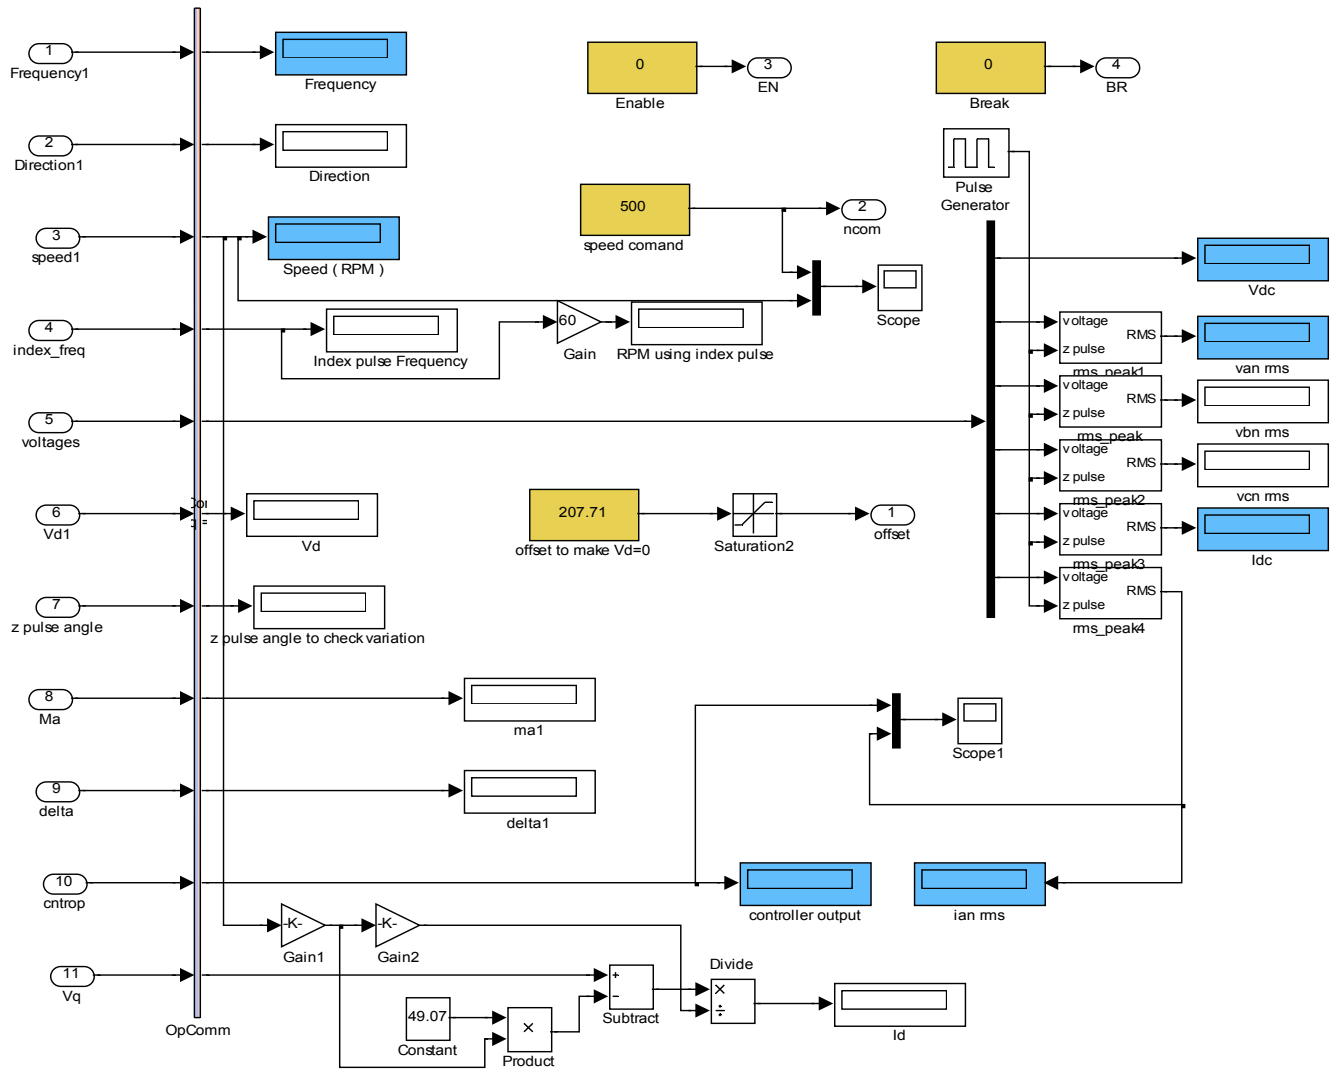 1
Frequency1
Frequency
0
Enable
3
EN
0
Break
4
BR
2
Direction1
Direction
Pulse
Generator
500
speed comand
2
ncom
3
speed1
Speed ( RPM )
Vdc
Scope
4
index_freq
Index pulse Frequency
60
Gain
RPM using index pulse
voltage
RMS
z pulse
rms_peak1
van rms
voltage
RMS
z pulse
rms_peak
vbn rms
5
voltages
voltage
RMS
z pulse
rms_peak2
vcn rms
6
Vd1
Vd
207.71
offset to make Vd=0
Saturation2
1
offset
voltage
RMS
z pulse
rms_peak3
Idc
voltage
RMS
z pulse
rms_peak4
7
z pulse angle
z pulse angle to check variation
8
Ma
ma1
Scope1
9
delta
delta1
10
cntrop
controller output
ian rms
-K-
Gain1
-K-
Gain2
11
Vq
+
−
Subtract
Divide
×
÷
Id
49.07
Constant
×
Product
OpComm